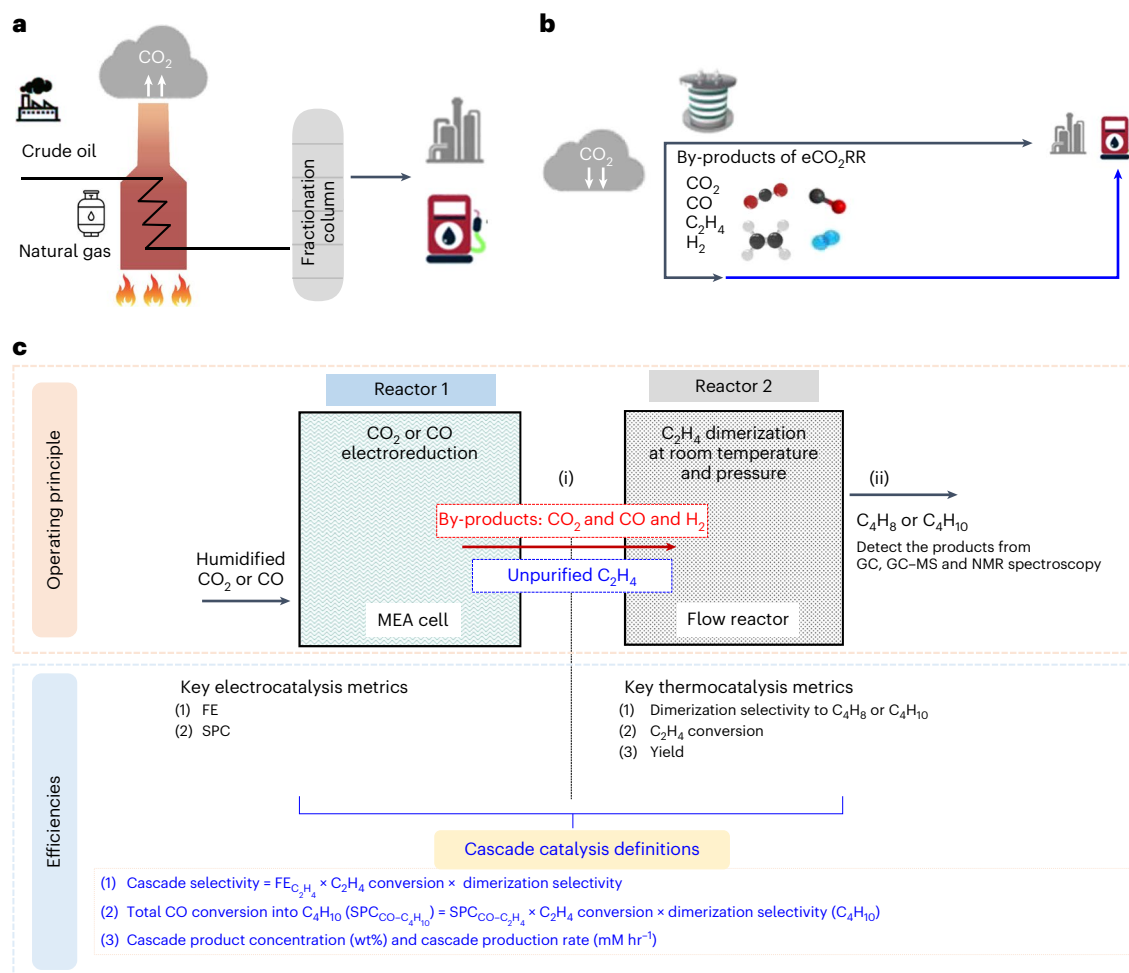 a
CO₂
Crude oil
Natural gas
Fractionation
column
b
CO₂
By-products of eCO₂RR
CO₂
CO
C₂H₄
H₂
c
Operating principle
Reactor 1
Reactor 2
CO₂ or CO
electroreduction
C₂H₄ dimerization
at room temperature
and pressure
(i)
(ii)
By-products: CO₂ and CO and H₂
Unpurified C₂H₄
Humidified
CO₂ or CO
C₄H₈ or C₄H₁₀
Detect the products from
GC, GC–MS and NMR spectroscopy
MEA cell
Flow reactor
Efficiencies
Key electrocatalysis metrics
(1) FE
(2) SPC
Key thermocatalysis metrics
(1) Dimerization selectivity to C₄H₈ or C₄H₁₀
(2) C₂H₄ conversion
(3) Yield
Cascade catalysis definitions
(1) Cascade selectivity = FE_C₂H₄ × C₂H₄ conversion × dimerization selectivity
(2) Total CO conversion into C₄H₁₀ (SPC_CO–C₄H₁₀) = SPC_CO–C₂H₄ × C₂H₄ conversion × dimerization selectivity (C₄H₁₀)
(3) Cascade product concentration (wt%) and cascade production rate (mM hr⁻¹)